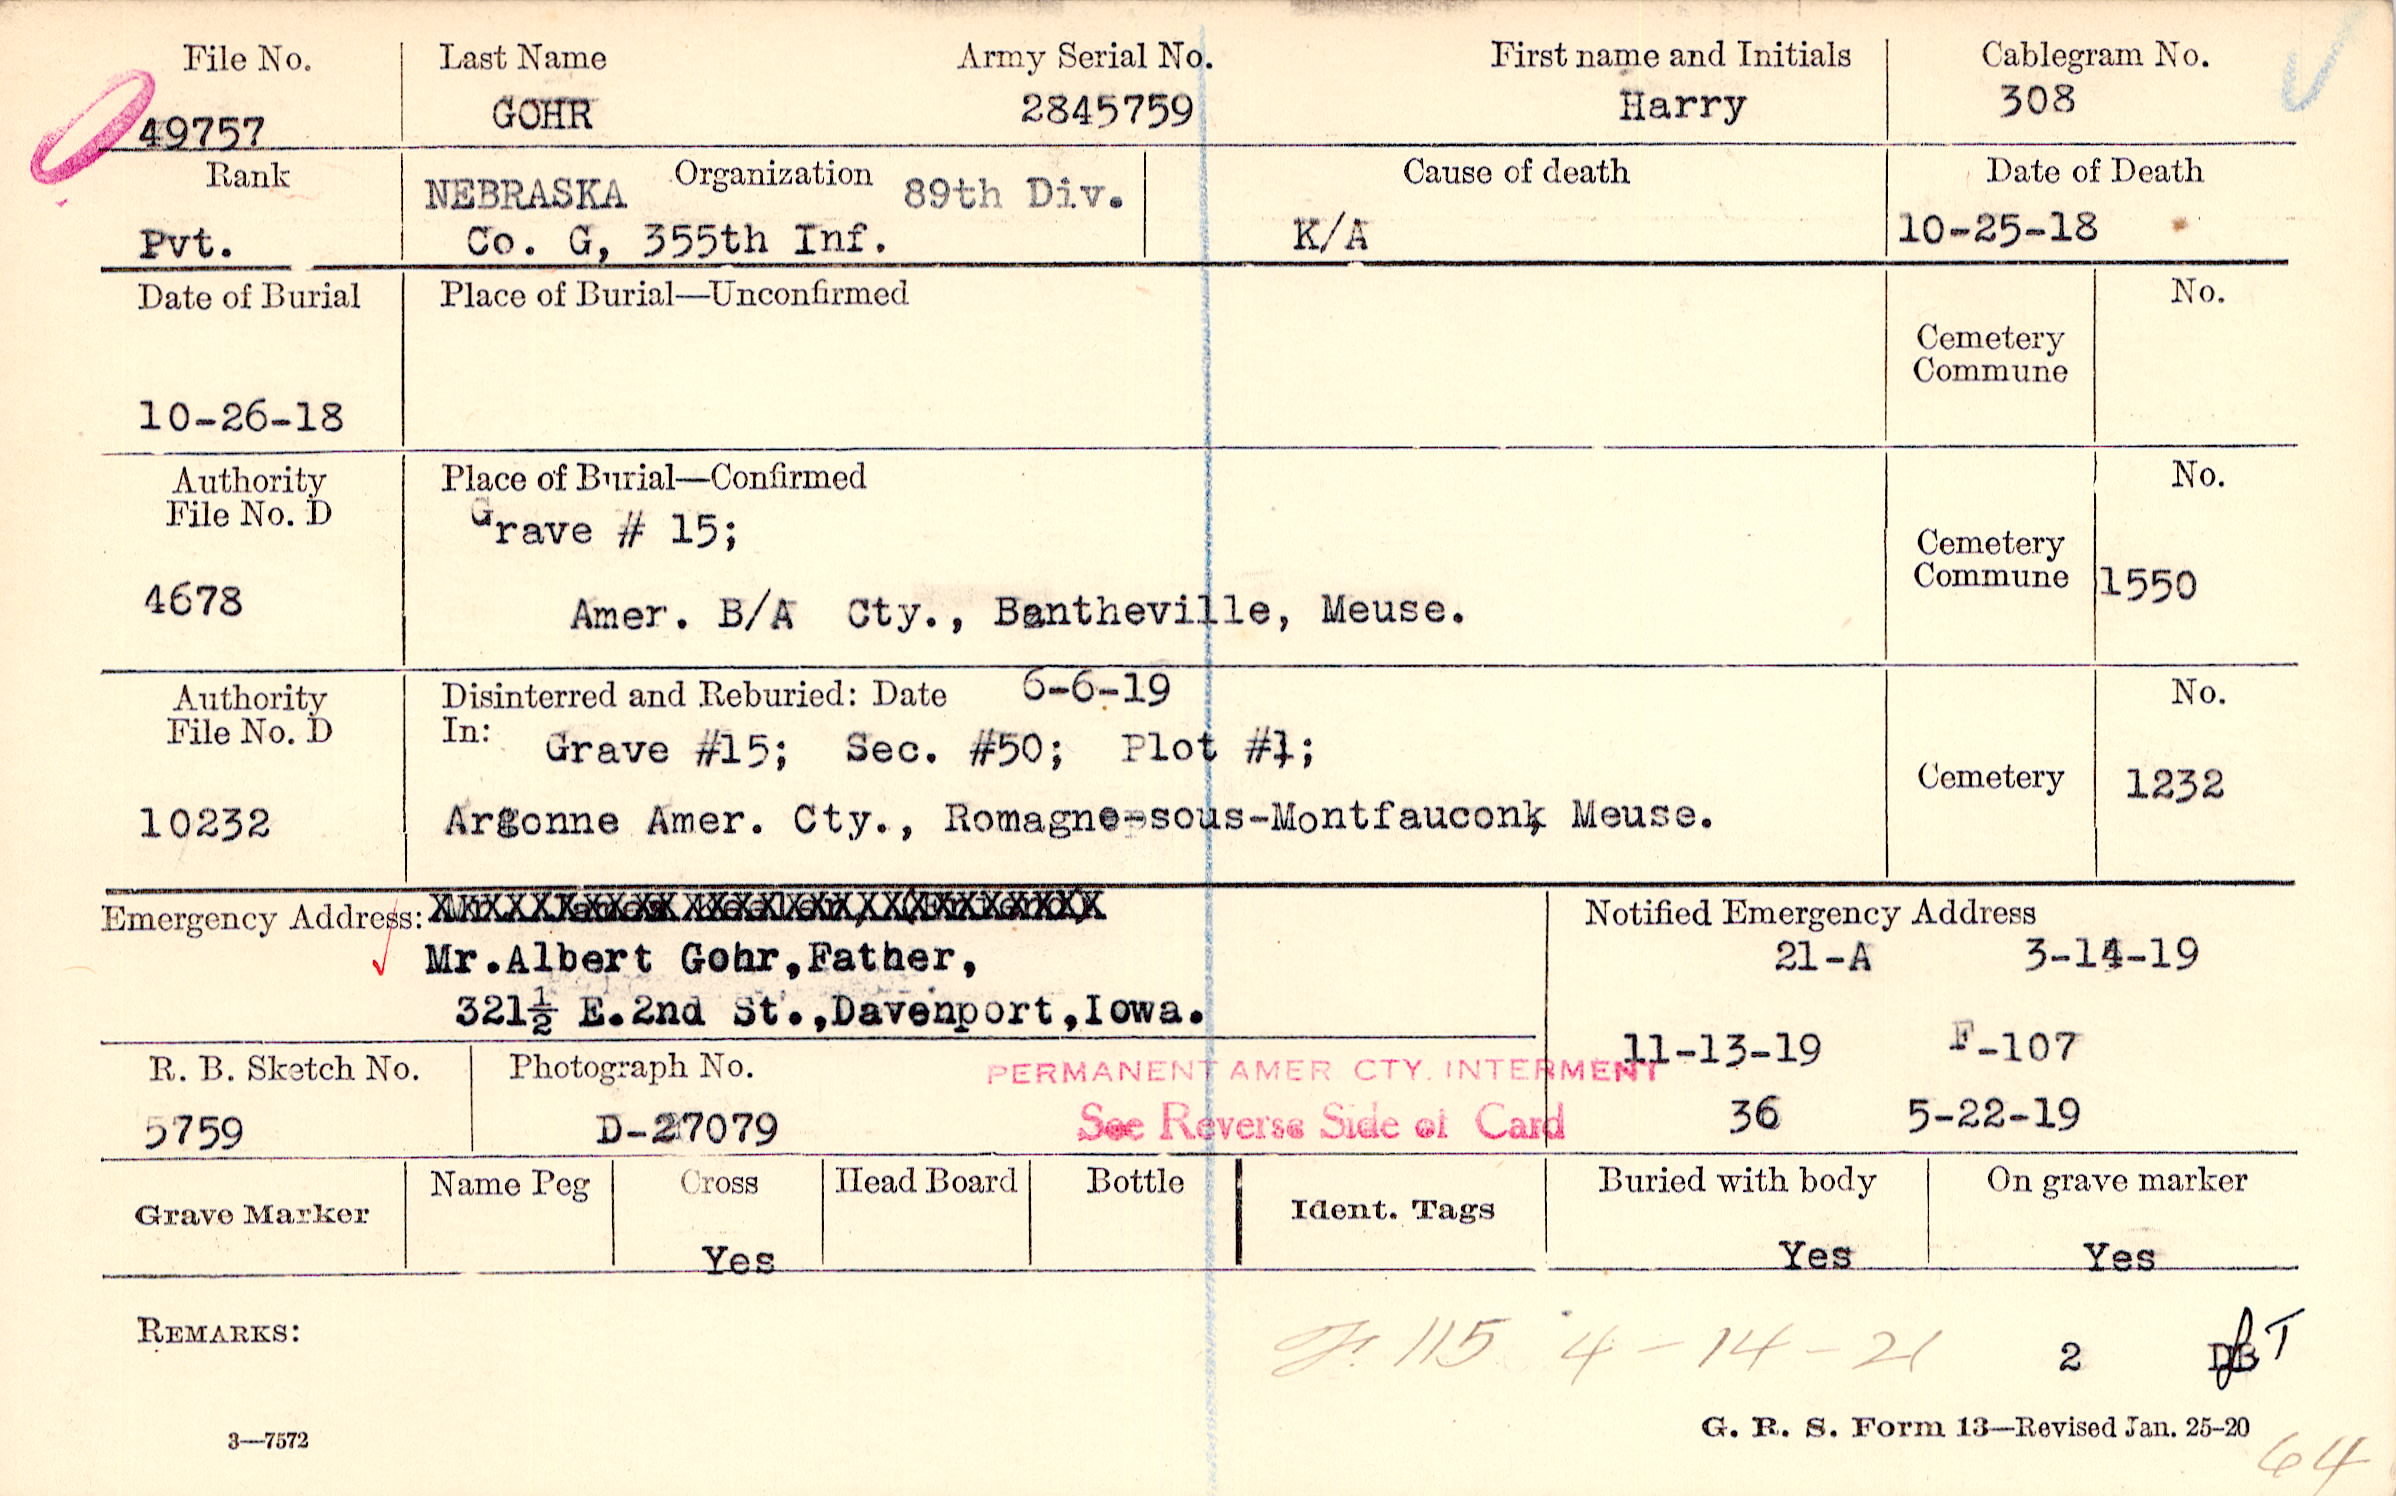 File No. Last Name Army Serial No. First name and Initials Cablegram No.
49757 GOHR 2845759 Harry 308
Rank Organization Cause of death Date of Death
NEBRASKA 89th Div.
Pvt. Co. G, 355th Inf. K/A 10-25-18
Date of Burial Place of Burial—Unconfirmed No.
Cemetery
Commune
10-26-18
Authority Place of Burial—Confirmed No.
File No. D
Grave # 15;
Cemetery
Commune 1550
4678
Amer. B/A Cty., Bantheville, Meuse.
Authority Disinterred and Reburied: Date 6-6-19 No.
File No. D In: Grave #15; Sec. #50; Plot #1;
Cemetery 1232
10232 Argonne Amer. Cty., Romagne-sous-Montfaucon, Meuse.
Emergency Address: Notified Emergency Address
Mr.Albert Gohr,Father, 21-A 3-14-19
321½ E.2nd St.,Davenport,Iowa.
11-13-19 F-107
R. B. Sketch No. Photograph No. PERMANENT AMER CTY. INTERMENT
5759 D-27079 See Reverse Side of Card 36 5-22-19
Name Peg Cross Head Board Bottle Buried with body On grave marker
Grave Marker Ident. Tags
Yes Yes Yes
REMARKS:
115 4-14-21 2
3—7572 G. R. S. Form 13—Revised Jan. 25-20
64